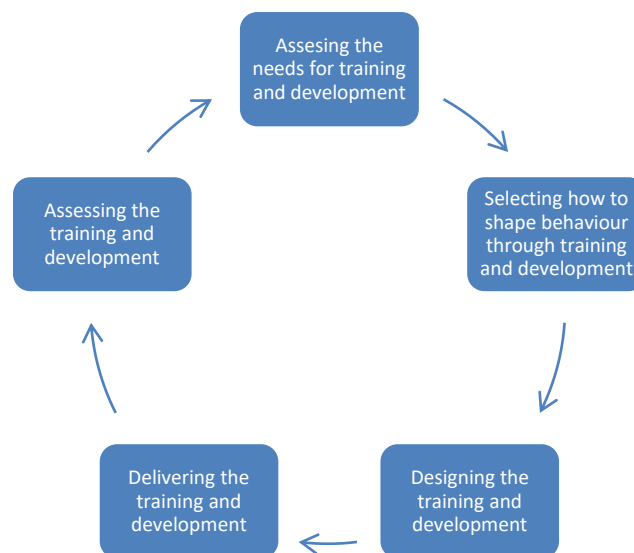 Assesing the
needs for training
and development
Selecting how to
shape behaviour
through training
and development
Designing the
training and
development
Delivering the
training and
development
Assessing the
training and
development